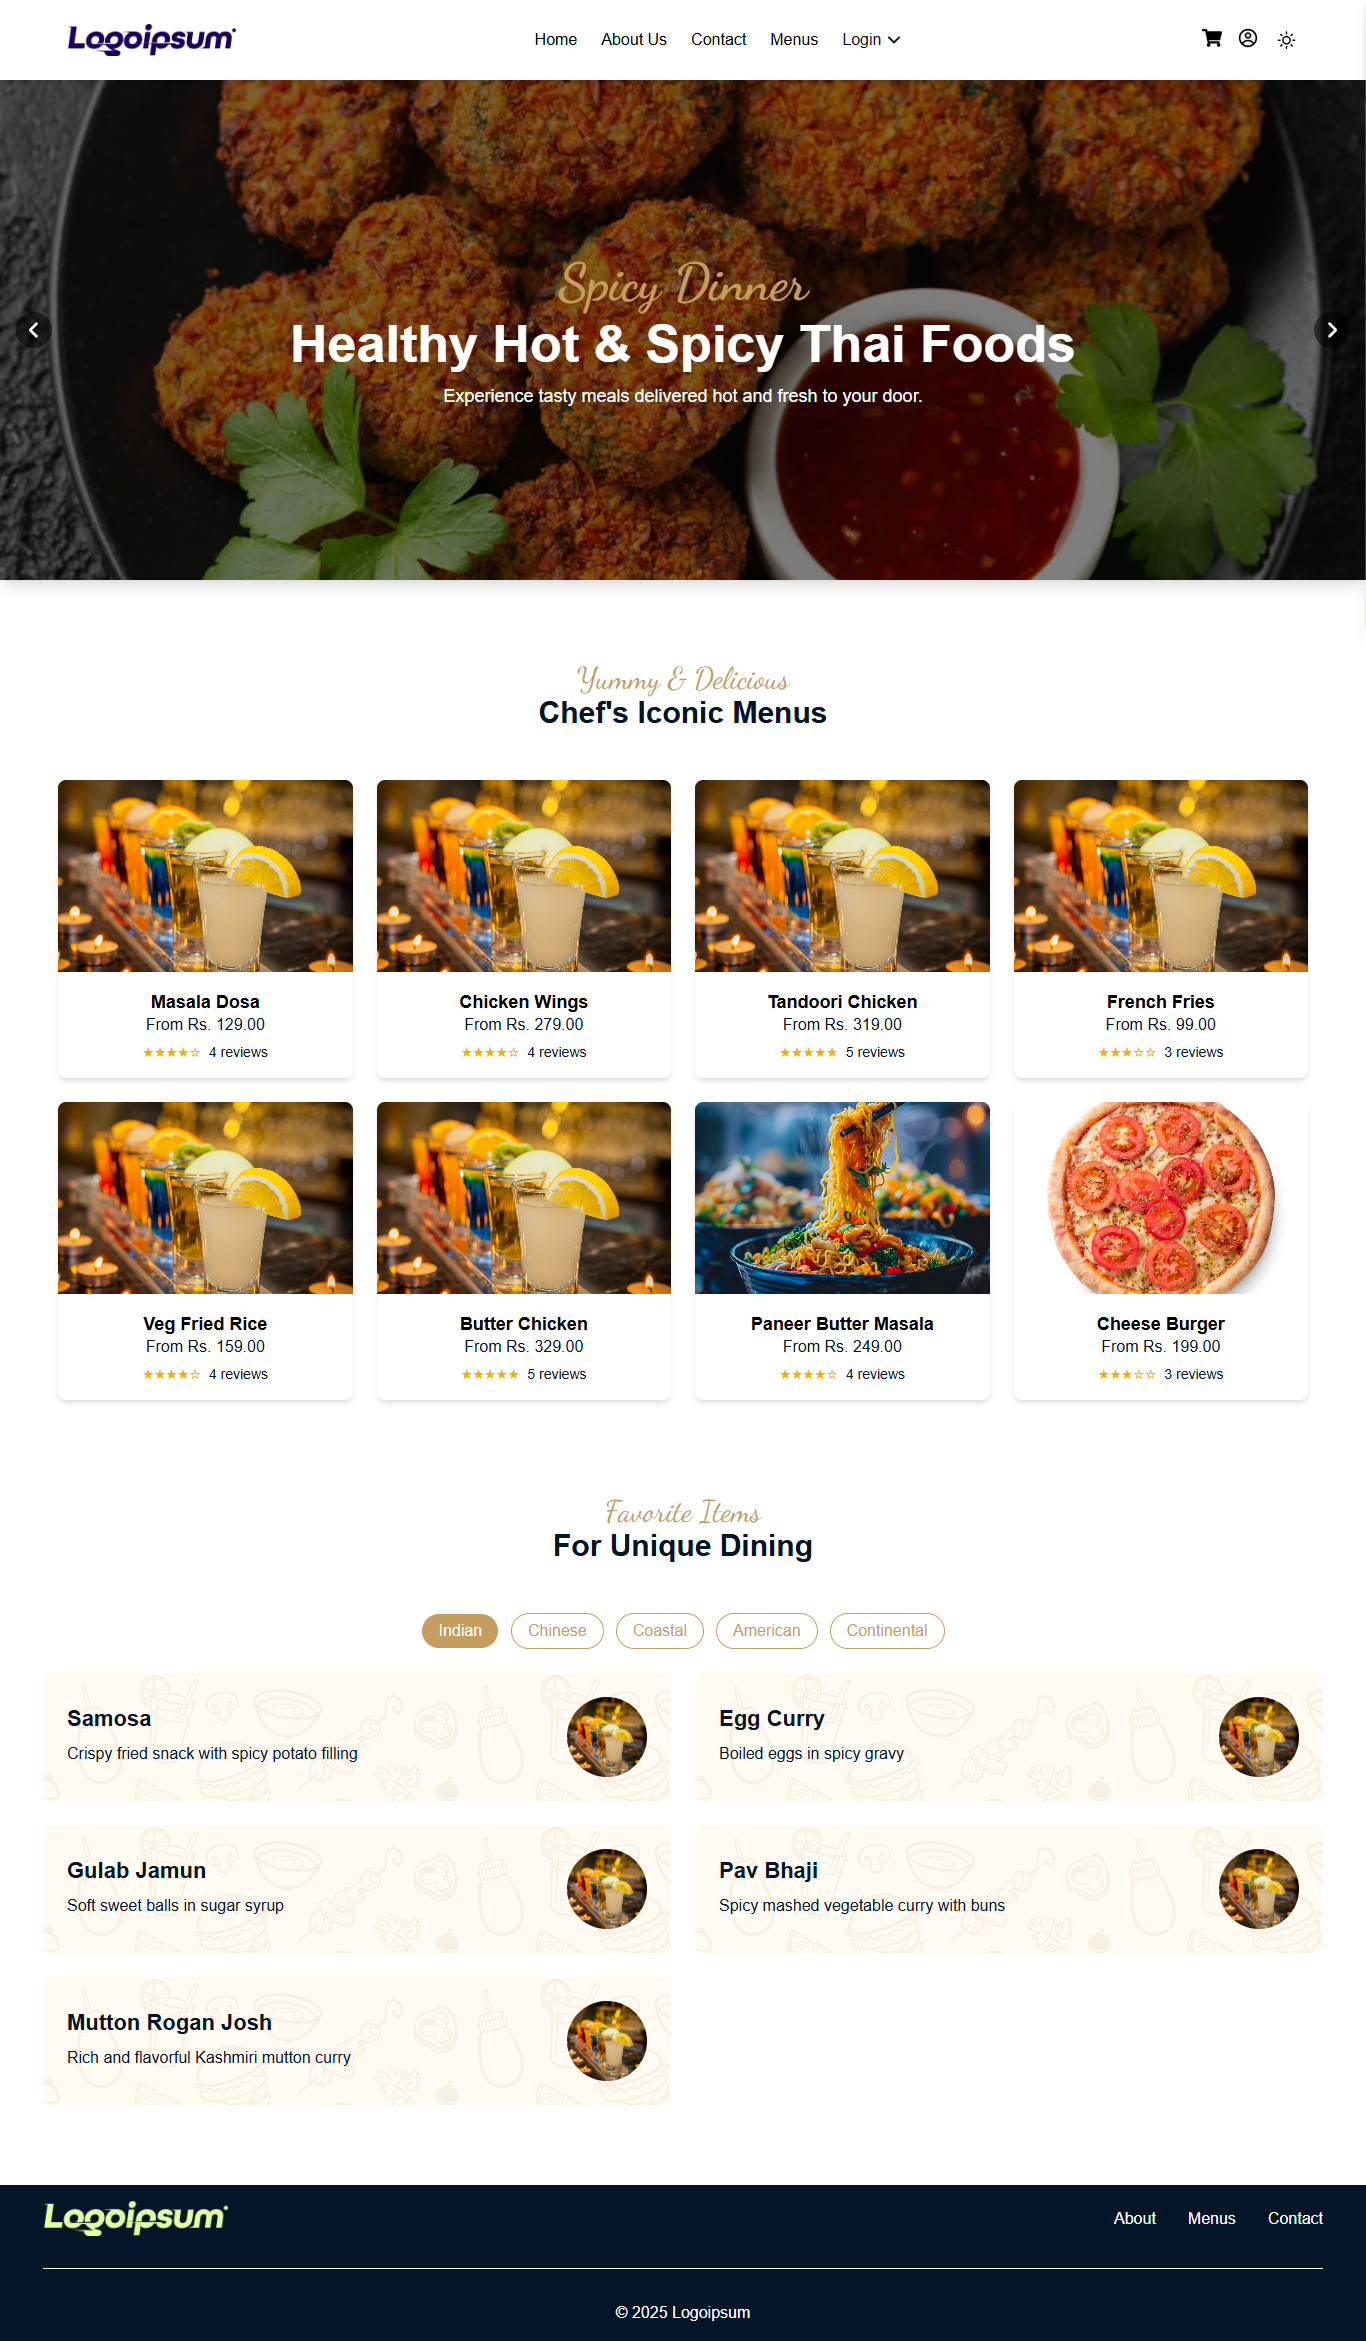 Logoipsum
Home About Us Contact Menus Login
Spicy Dinner
Healthy Hot & Spicy Thai Foods
Experience tasty meals delivered hot and fresh to your door.
Yummy & Delicious
Chef's Iconic Menus
Masala Dosa
From Rs. 129.00
★★★★☆ 4 reviews
Chicken Wings
From Rs. 279.00
★★★★☆ 4 reviews
Tandoori Chicken
From Rs. 319.00
★★★★★ 5 reviews
French Fries
From Rs. 99.00
★★★☆☆ 3 reviews
Veg Fried Rice
From Rs. 159.00
★★★★☆ 4 reviews
Butter Chicken
From Rs. 329.00
★★★★★ 5 reviews
Paneer Butter Masala
From Rs. 249.00
★★★★☆ 4 reviews
Cheese Burger
From Rs. 199.00
★★★☆☆ 3 reviews
Favorite Items
For Unique Dining
Indian Chinese Coastal American Continental
Samosa
Crispy fried snack with spicy potato filling
Egg Curry
Boiled eggs in spicy gravy
Gulab Jamun
Soft sweet balls in sugar syrup
Pav Bhaji
Spicy mashed vegetable curry with buns
Mutton Rogan Josh
Rich and flavorful Kashmiri mutton curry
Logoipsum
About Menus Contact
© 2025 Logoipsum